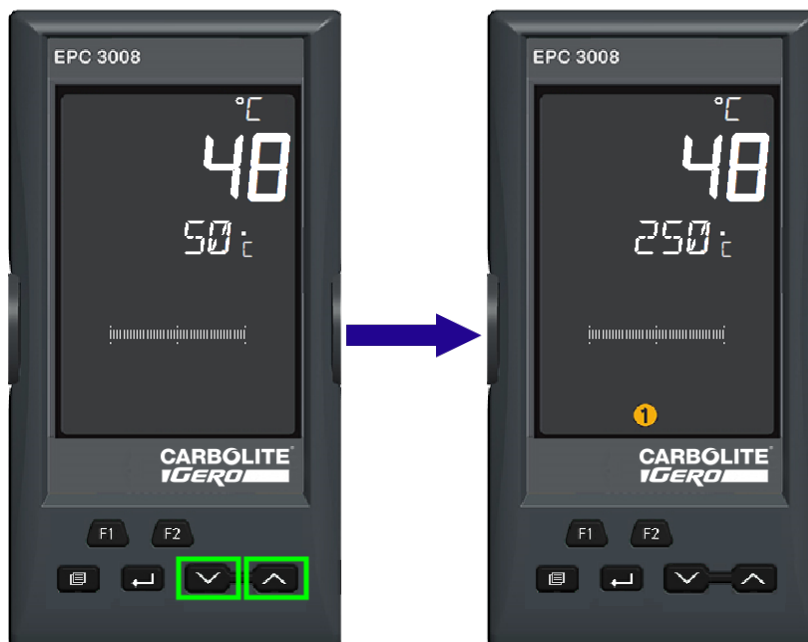 EPC 3008
°C
48
50°C
CARBOLITE
GERO
F1 F2
EPC 3008
°C
48
250°C
1
CARBOLITE
GERO
F1 F2